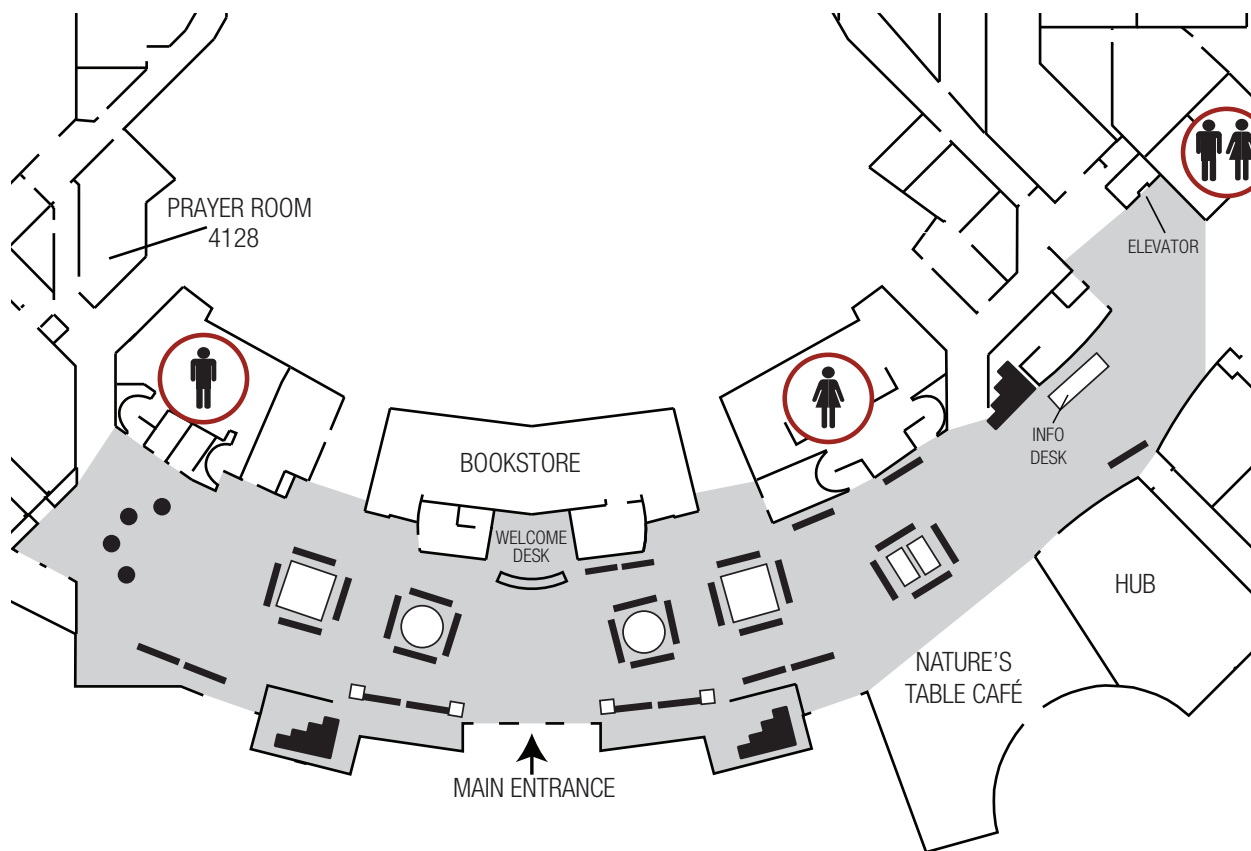 PRAYER ROOM
4128
ELEVATOR
INFO
DESK
BOOKSTORE
WELCOME
DESK
HUB
NATURE'S
TABLE CAFÉ
MAIN ENTRANCE